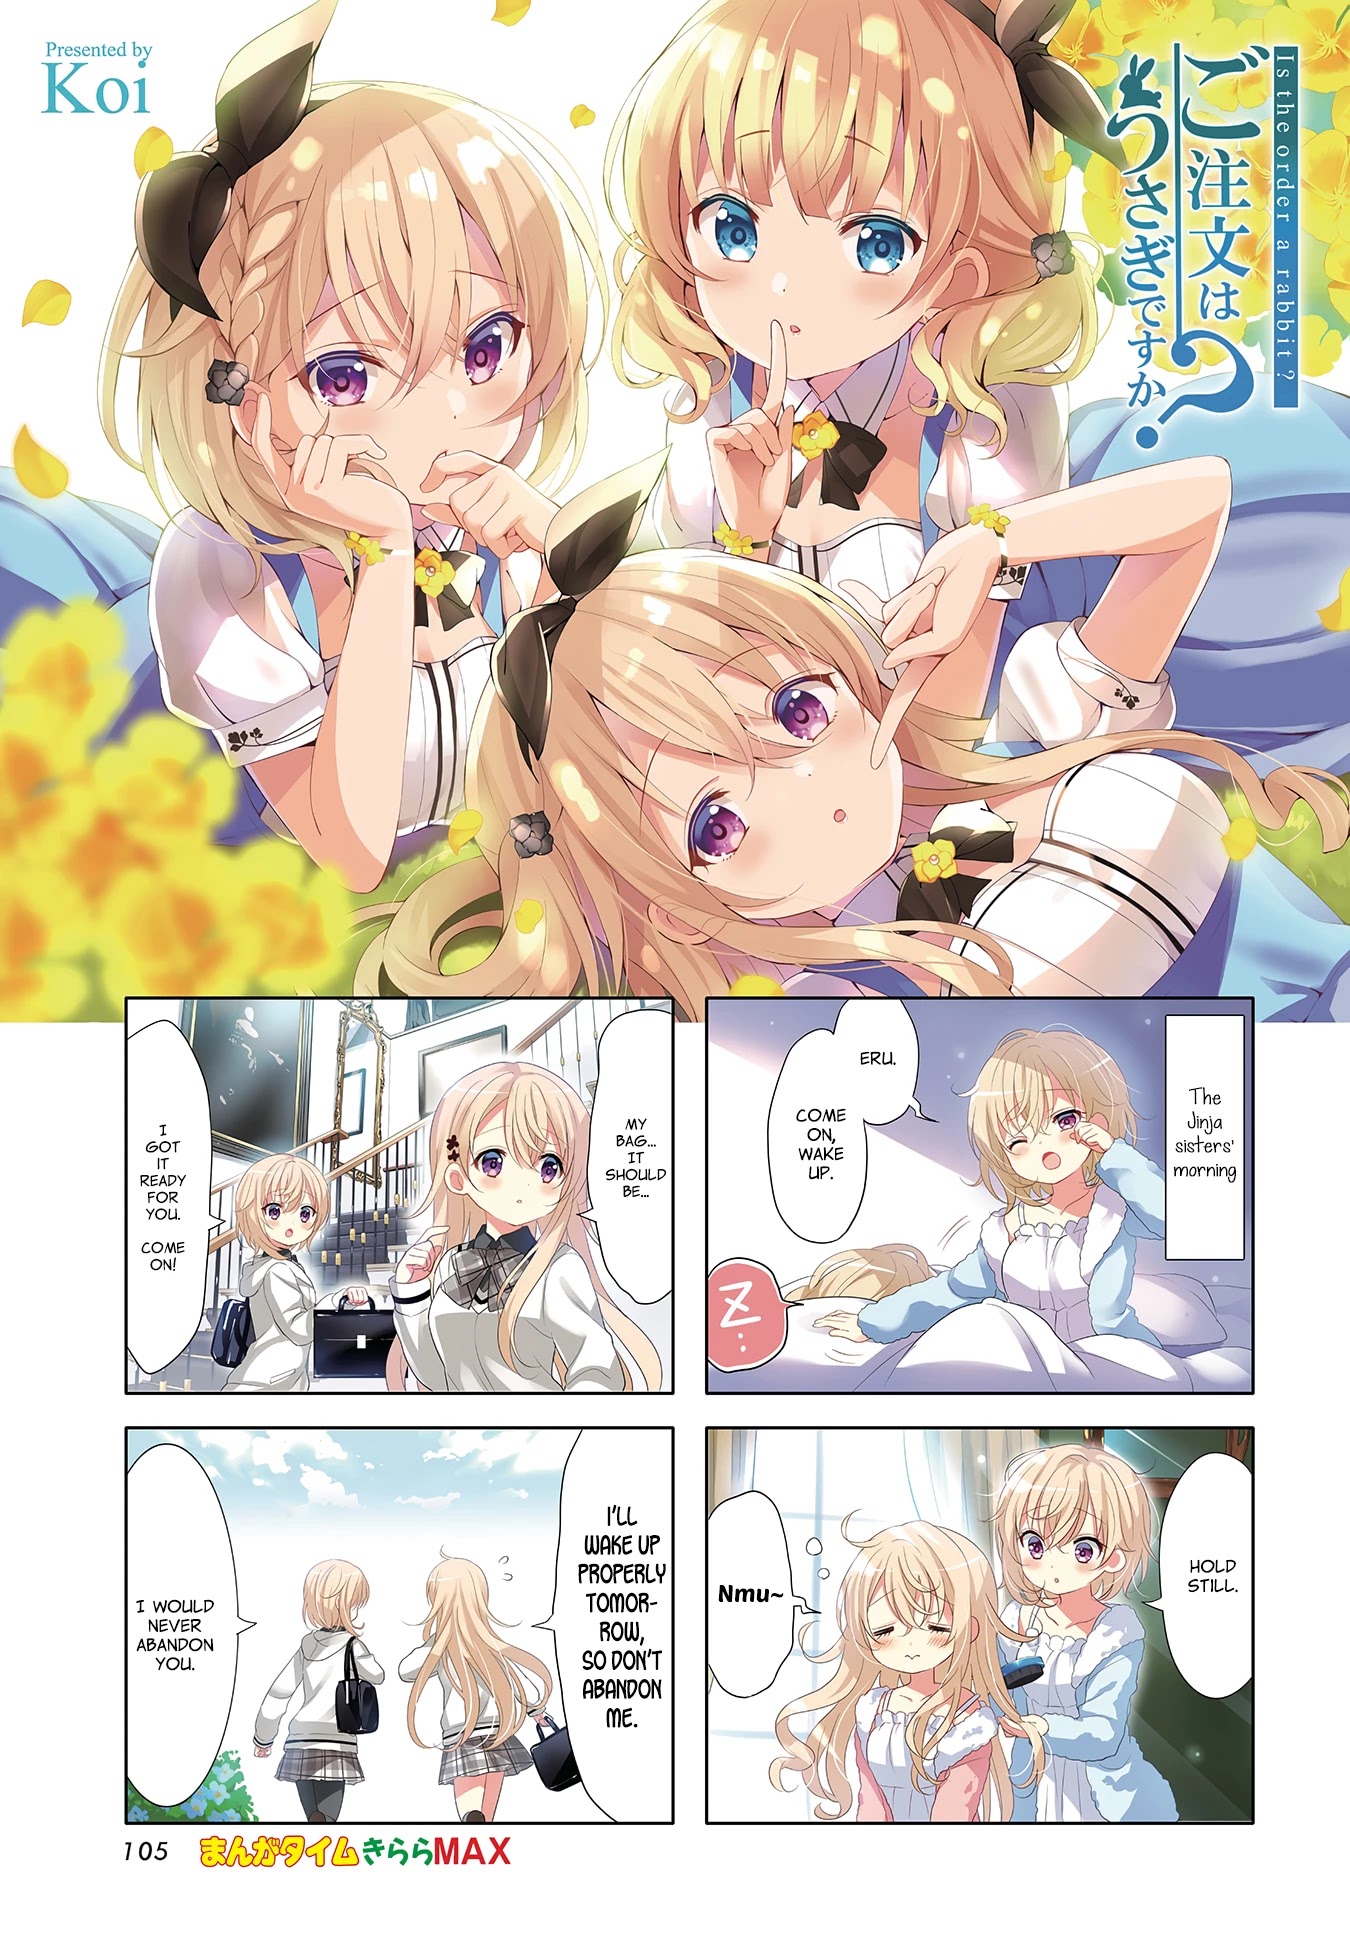 Presented by
Koi
Is the order a rabbit?
ご注文は
うさぎですか?
The
Jinja
sisters'
morning
ERU.
COME
ON,
WAKE
UP.
Z...
HOLD
STILL.
Nmu~
MY
BAG...
IT
SHOULD
BE...
I
GOT
IT
READY
FOR
YOU.
COME
ON!
I'LL
WAKE UP
PROPERLY
TOMOR-
ROW,
SO DON'T
ABANDON
ME.
I WOULD
NEVER
ABANDON
YOU.
105
まんがタイムきららMAX